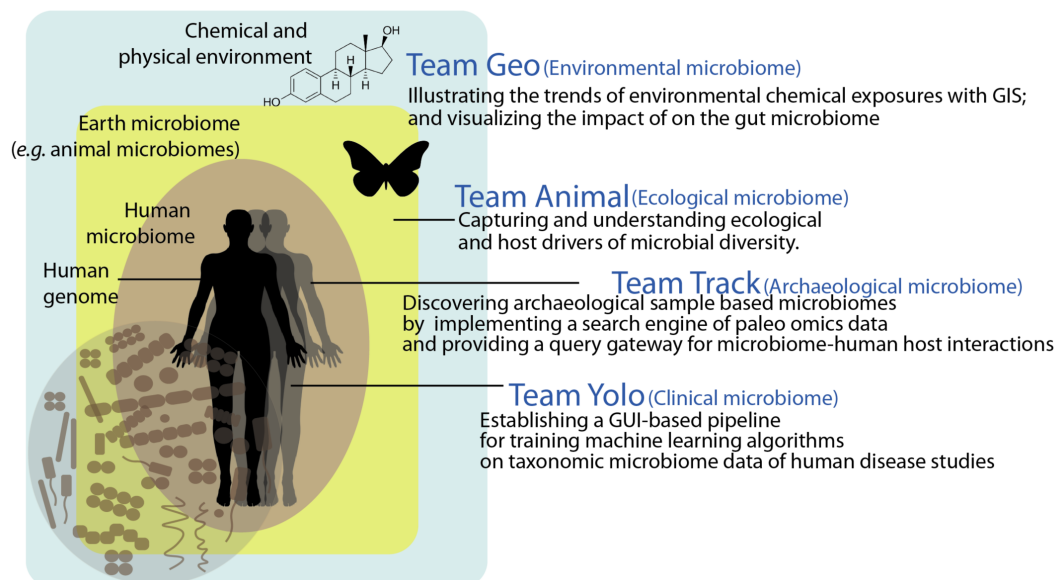 Chemical and
physical environment
OH
HO
H
H
H
Team Geo (Environmental microbiome)
Illustrating the trends of environmental chemical exposures with GIS;
and visualizing the impact of on the gut microbiome
Earth microbiome
(e.g. animal microbiomes)
Team Animal (Ecological microbiome)
Capturing and understanding ecological
and host drivers of microbial diversity.
Human
microbiome
Human
genome
Team Track (Archaeological microbiome)
Discovering archaeological sample based microbiomes
by implementing a search engine of paleo omics data
and providing a query gateway for microbiome-human host interactions
Team Yolo (Clinical microbiome)
Establishing a GUI-based pipeline
for training machine learning algorithms
on taxonomic microbiome data of human disease studies